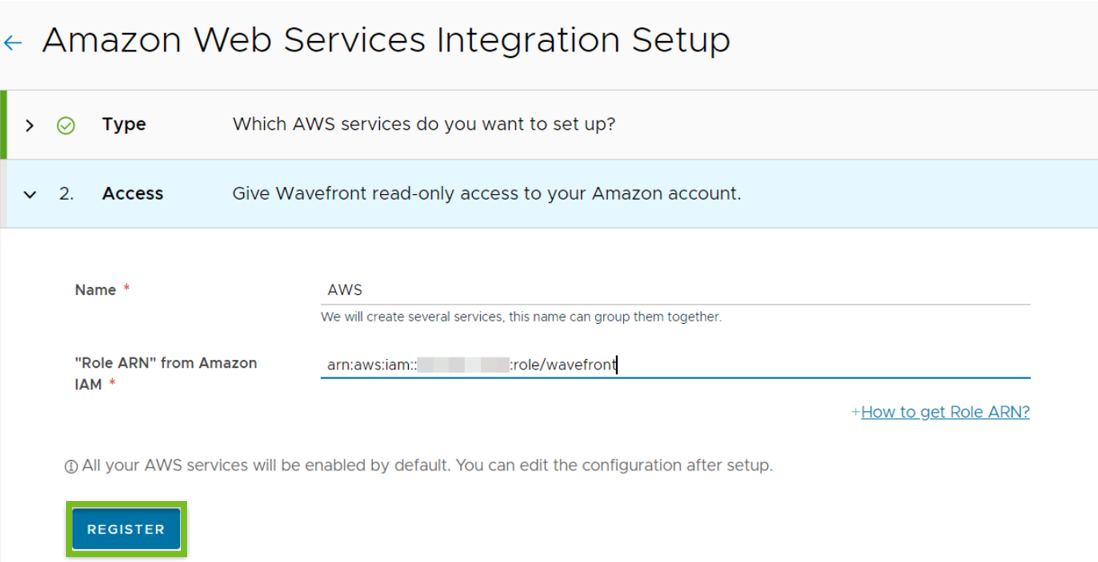 Amazon Web Services Integration Setup
Type Which AWS services do you want to set up?
2. Access Give Wavefront read-only access to your Amazon account.
Name * AWS
We will create several services, this name can group them together.
"Role ARN" from Amazon
IAM *
arn:aws:iam:: :role/wavefront
+How to get Role ARN?
All your AWS services will be enabled by default. You can edit the configuration after setup.
REGISTER